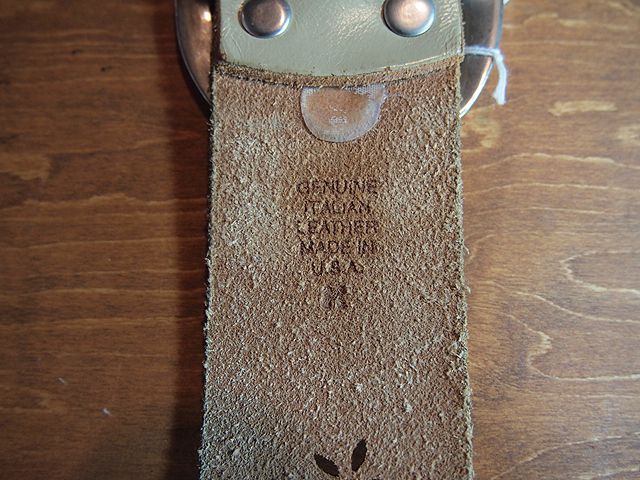 GENUINE
ITALIAN
LEATHER
MADE IN
U.S.A.